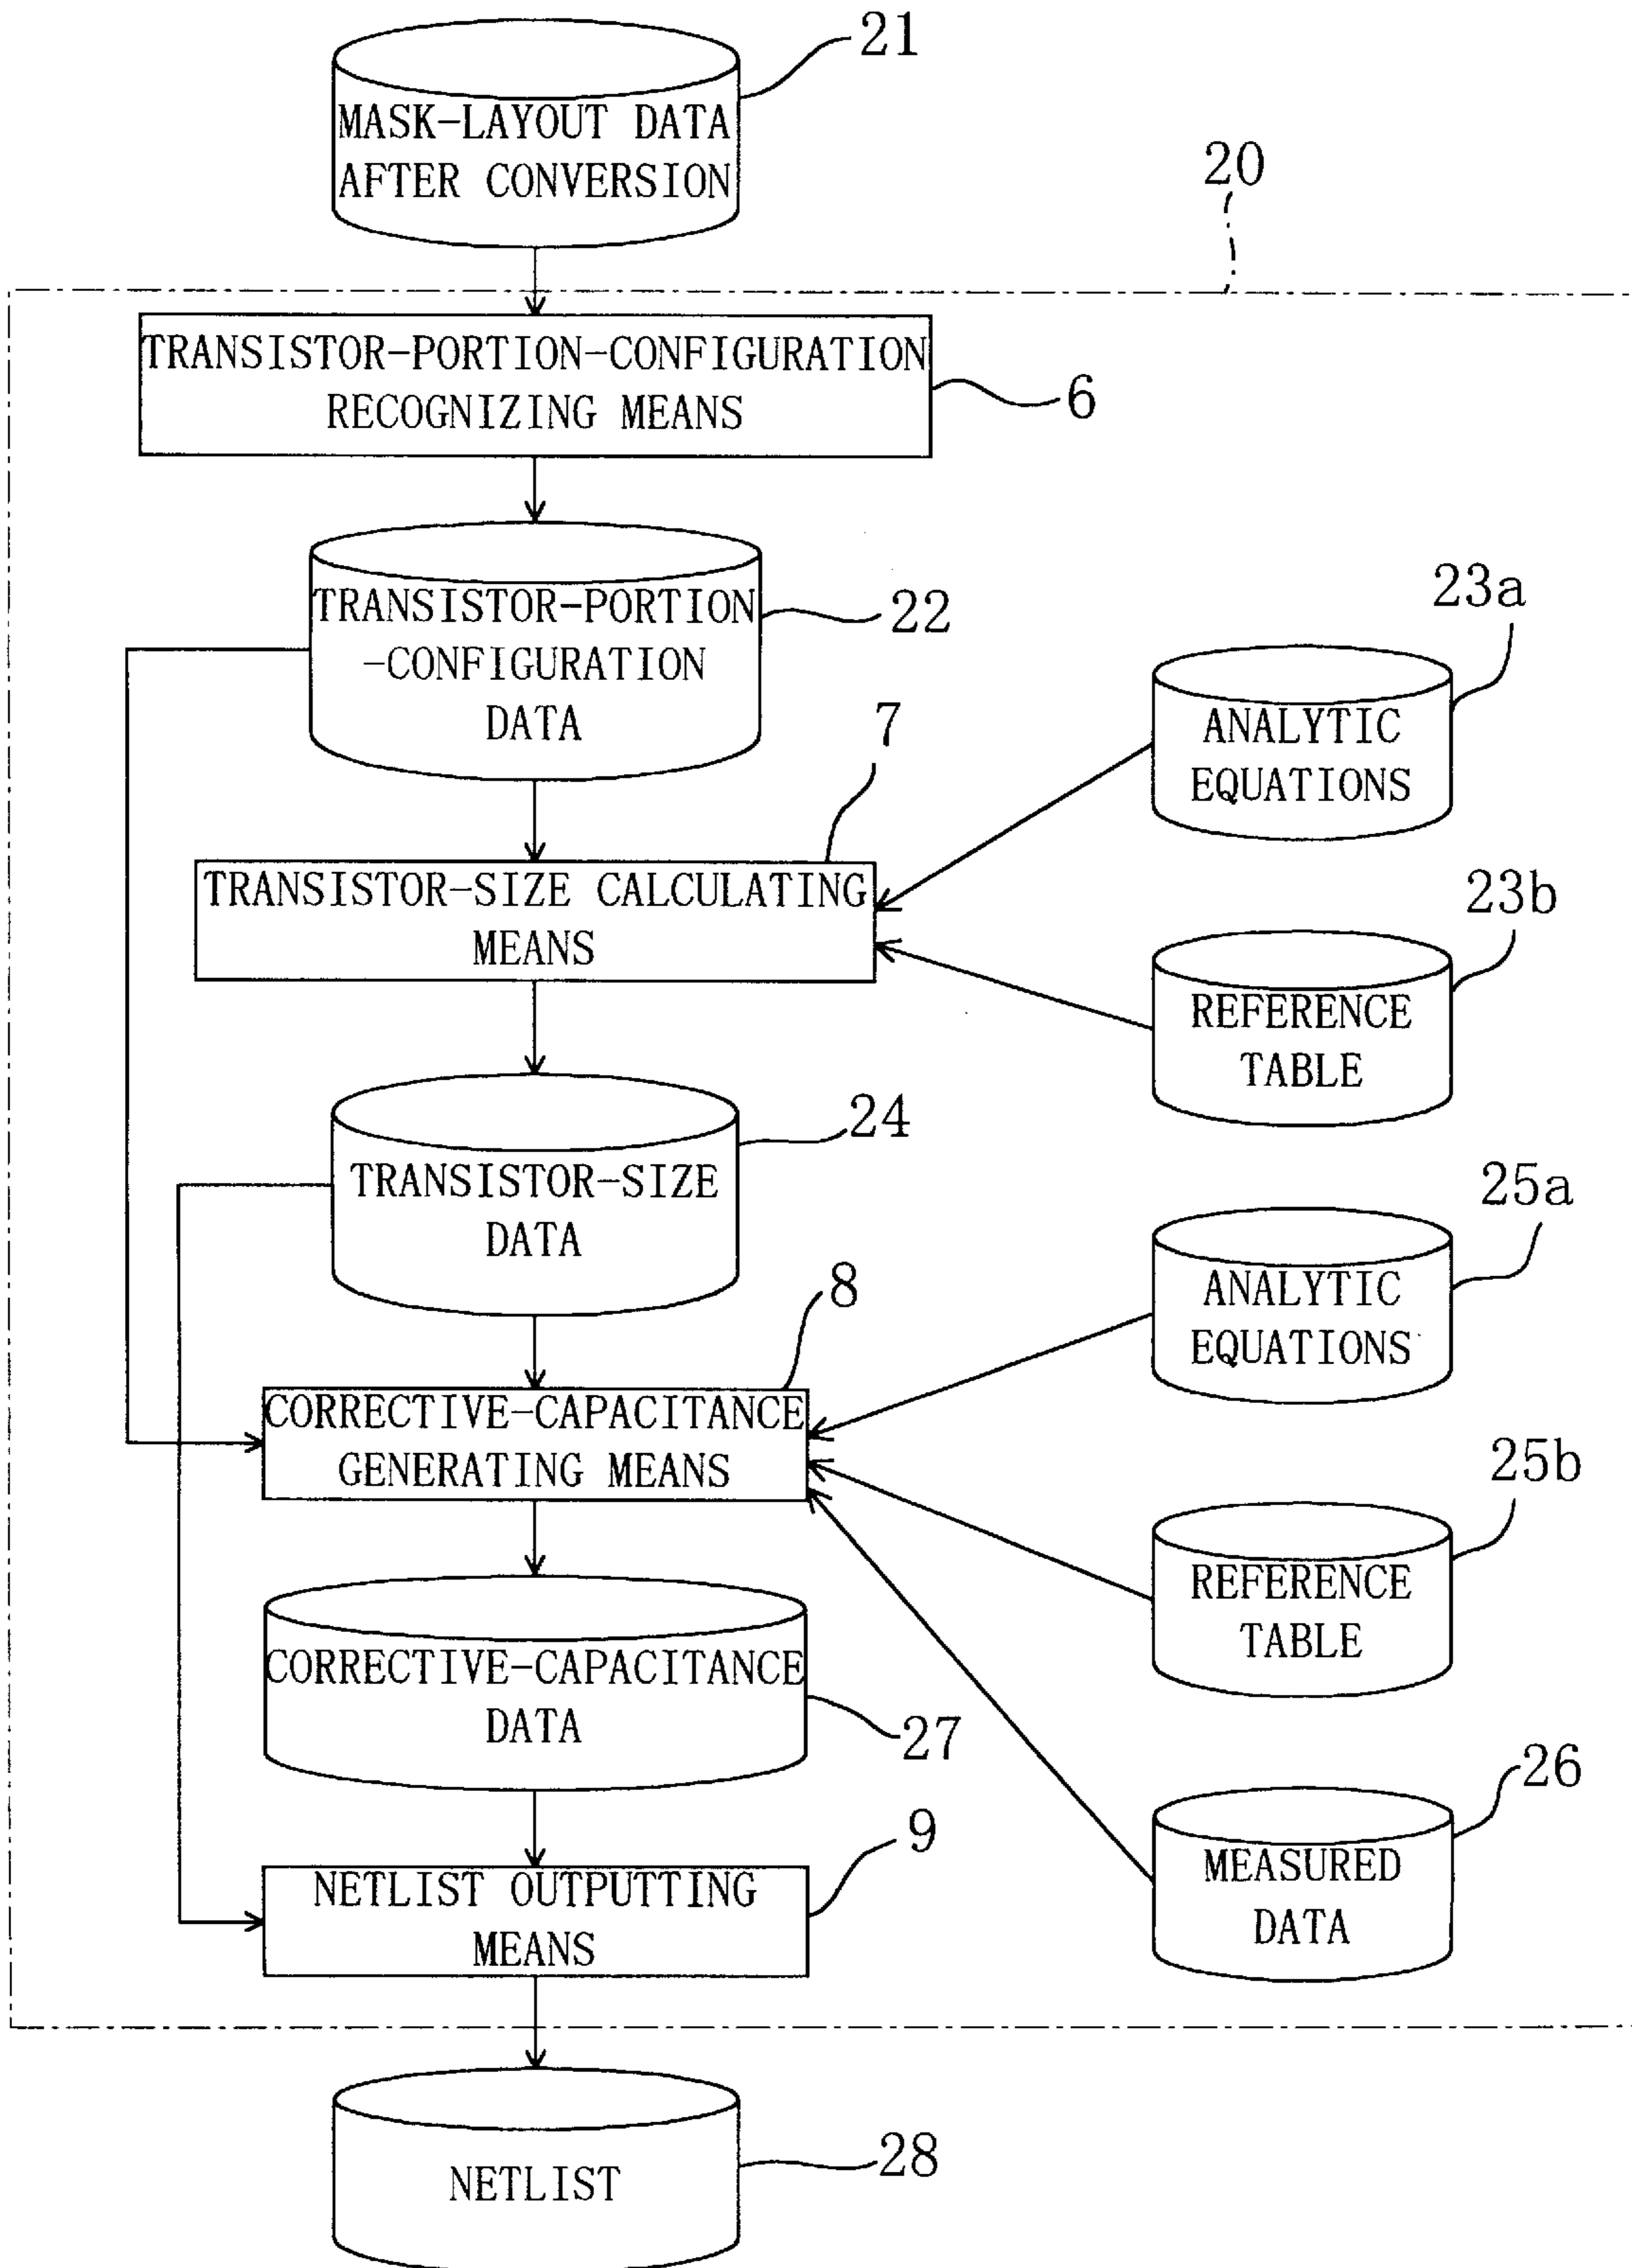 21
MASK-LAYOUT DATA
AFTER CONVERSION
20
TRANSISTOR-PORTION-CONFIGURATION
RECOGNIZING MEANS
6
TRANSISTOR-PORTION
-CONFIGURATION
DATA
22
23a
ANALYTIC
EQUATIONS
7
TRANSISTOR-SIZE CALCULATING
MEANS
23b
REFERENCE
TABLE
24
TRANSISTOR-SIZE
DATA
25a
ANALYTIC
EQUATIONS
8
CORRECTIVE-CAPACITANCE
GENERATING MEANS
25b
REFERENCE
TABLE
CORRECTIVE-CAPACITANCE
DATA
27
26
MEASURED
DATA
9
NETLIST OUTPUTTING
MEANS
NETLIST
28